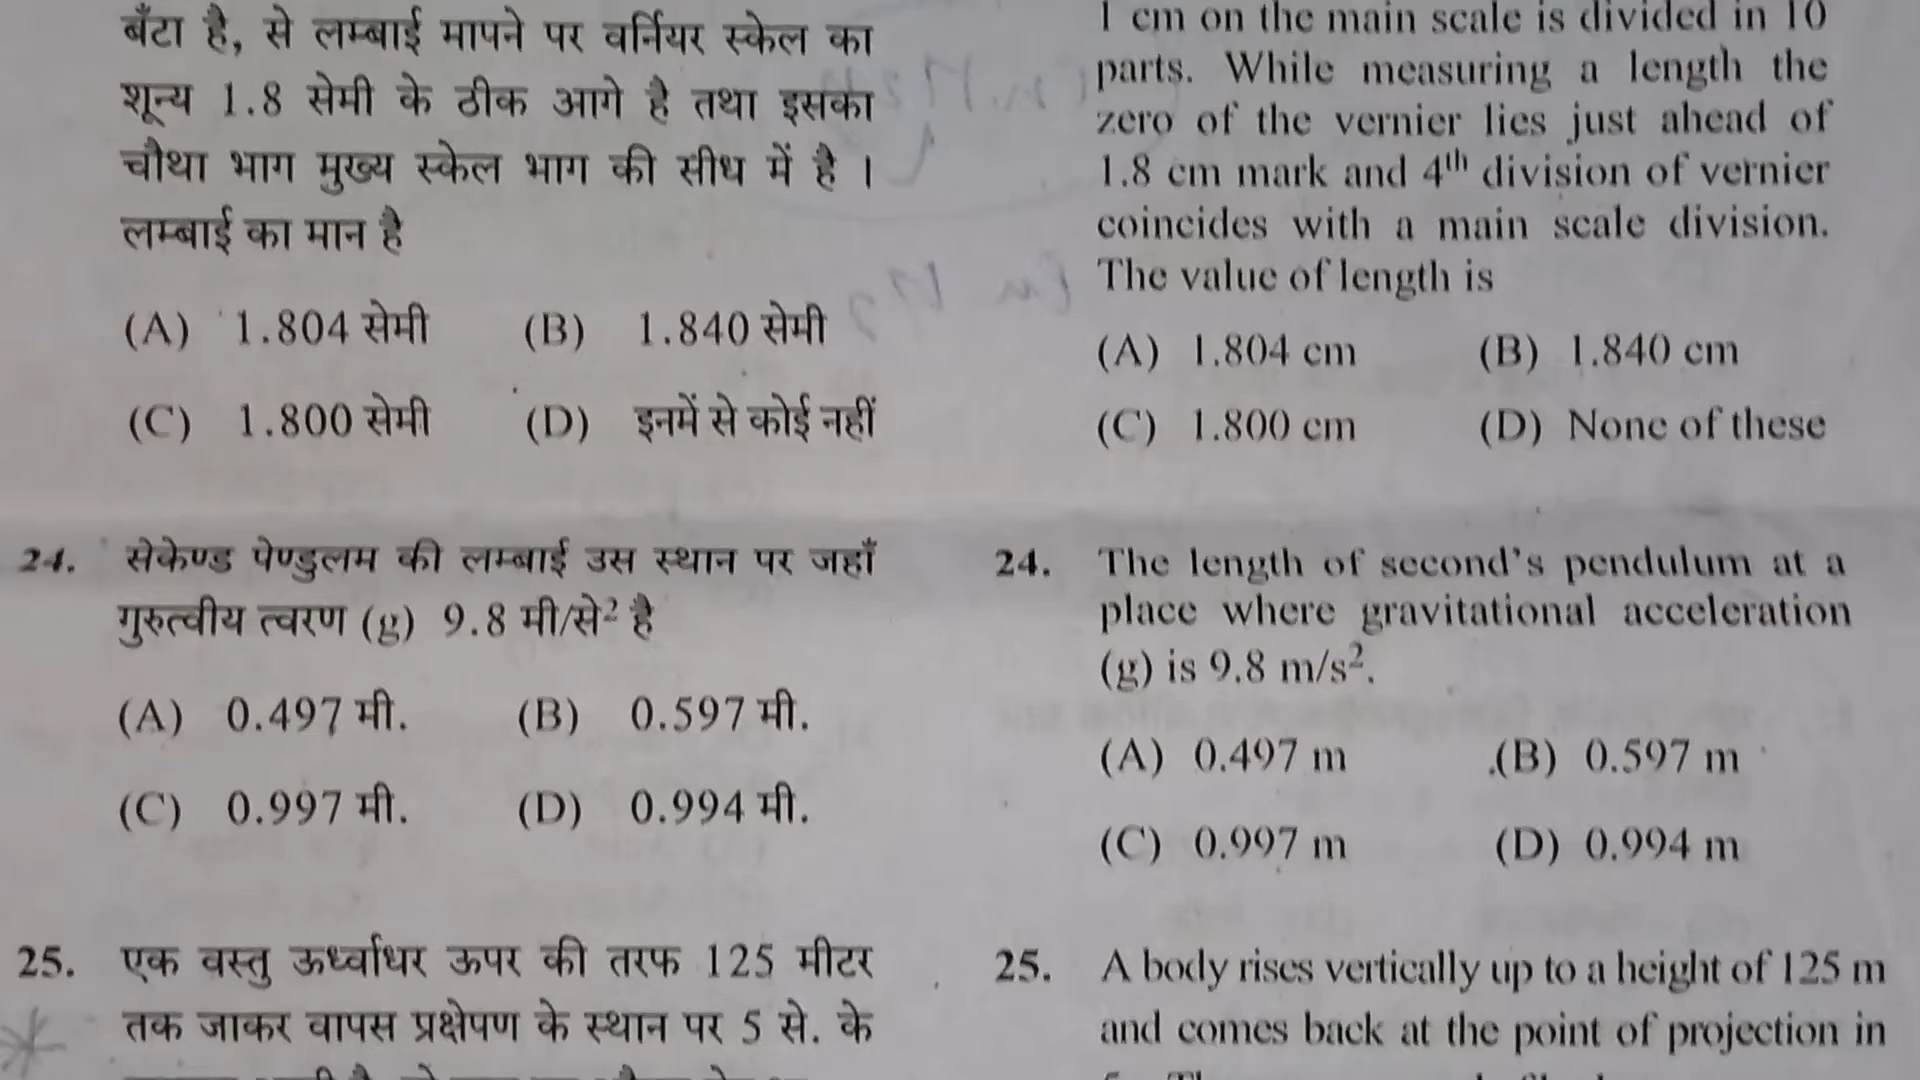 बँटा है, से लम्बाई मापने पर वर्नियर स्केल का
शून्य 1.8 सेमी के ठीक आगे है तथा इसका
चौथा भाग मुख्य स्केल भाग की सीध में है ।
लम्बाई का मान है
(A) 1.804 सेमी (B) 1.840 सेमी
(C) 1.800 सेमी (D) इनमें से कोई नहीं
24. सेकेण्ड पेण्डुलम की लम्बाई उस स्थान पर जहाँ
गुरुत्वीय त्वरण (g) 9.8 मी/से² है
(A) 0.497 मी. (B) 0.597 मी.
(C) 0.997 मी. (D) 0.994 मी.
25. एक वस्तु ऊर्ध्वाधर ऊपर की तरफ 125 मीटर
तक जाकर वापस प्रक्षेपण के स्थान पर 5 से. के
1 cm on the main scale is divided in 10
parts. While measuring a length the
zero of the vernier lies just ahead of
1.8 cm mark and 4th division of vernier
coincides with a main scale division.
The value of length is
(A) 1.804 cm (B) 1.840 cm
(C) 1.800 cm (D) None of these
24. The length of second's pendulum at a
place where gravitational acceleration
(g) is 9.8 m/s².
(A) 0.497 m (B) 0.597 m
(C) 0.997 m (D) 0.994 m
25. A body rises vertically up to a height of 125 m
and comes back at the point of projection in